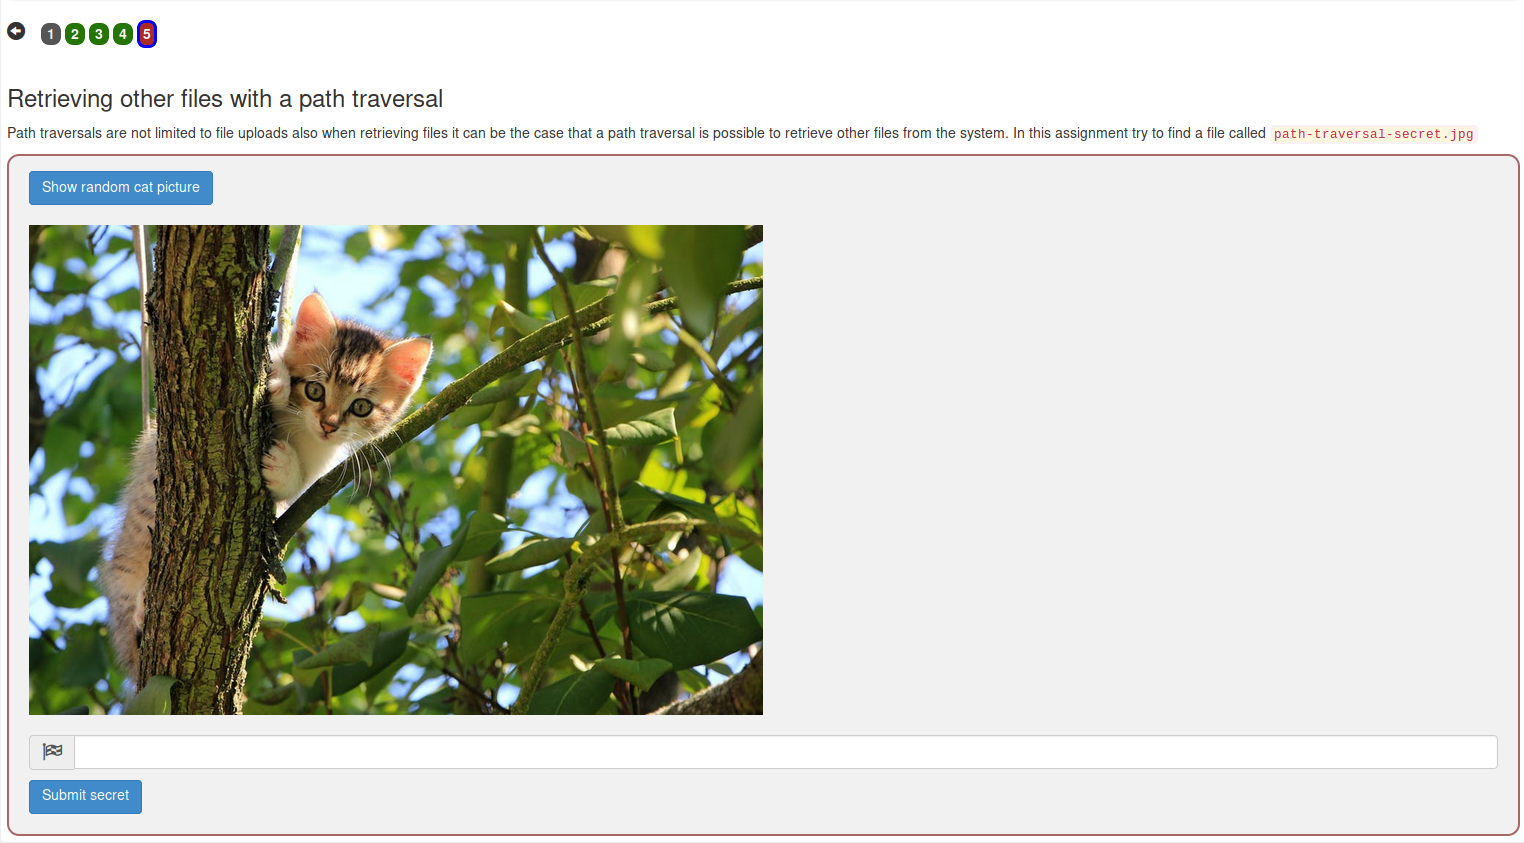 1 2 3 4 5
Retrieving other files with a path traversal
Path traversals are not limited to file uploads also when retrieving files it can be the case that a path traversal is possible to retrieve other files from the system. In this assignment try to find a file called path-traversal-secret.jpg
Show random cat picture
Submit secret